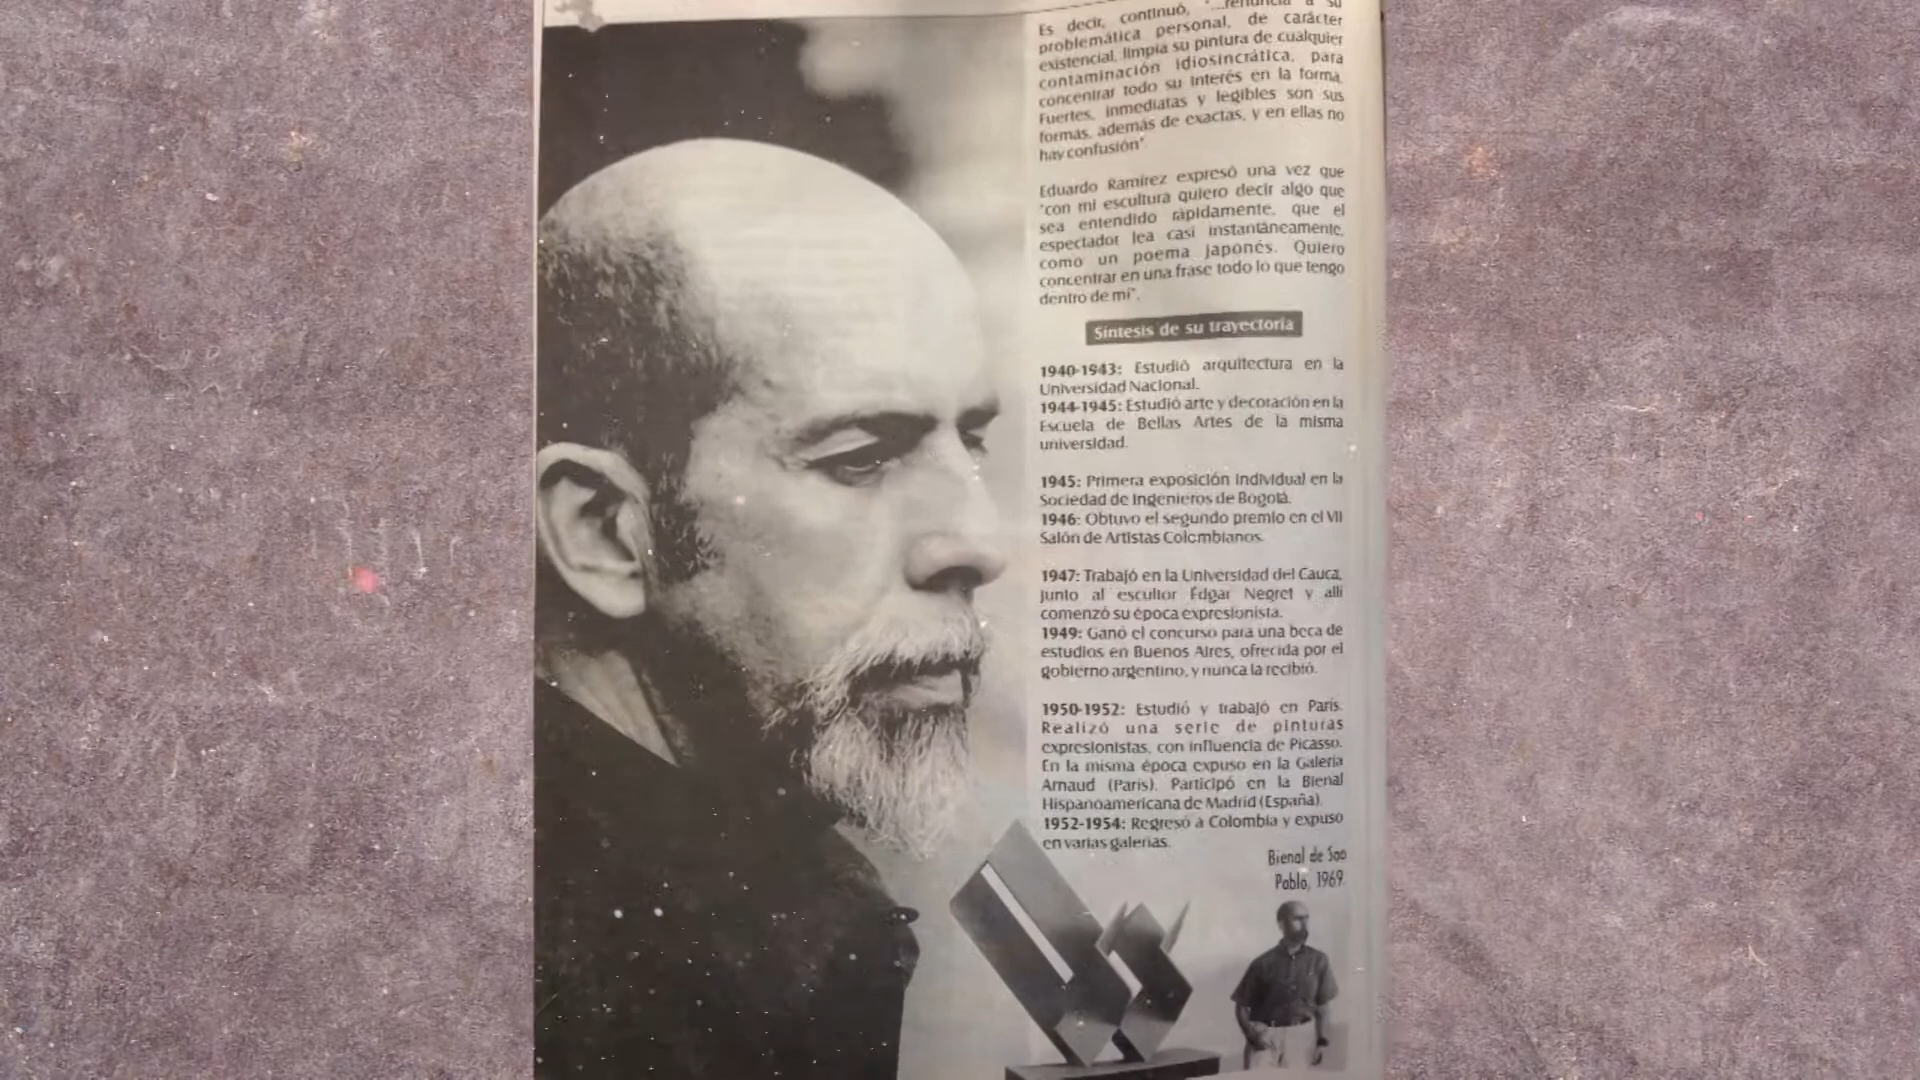 Es decir, continuó, "...renuncia a su
problemática personal, de carácter
existencial, limpia su pintura de cualquier
contaminación idiosincrática, para
concentrar todo su interés en la forma.
Fuertes, inmediatas y legibles son sus
formas, además de exactas, y en ellas no
hay confusión".
Eduardo Ramírez expresó una vez que
"con mi escultura quiero decir algo que
sea entendido rápidamente, que el
espectador lea casi instantáneamente,
como un poema japonés. Quiero
concentrar en una frase todo lo que tengo
dentro de mí".
Síntesis de su trayectoria
1940-1943: Estudió arquitectura en la
Universidad Nacional.
1944-1945: Estudió arte y decoración en la
Escuela de Bellas Artes de la misma
universidad.
1945: Primera exposición individual en la
Sociedad de Ingenieros de Bogotá.
1946: Obtuvo el segundo premio en el VII
Salón de Artistas Colombianos.
1947: Trabajó en la Universidad del Cauca,
junto al escultor Edgar Negret y allí
comenzó su época expresionista.
1949: Ganó el concurso para una beca de
estudios en Buenos Aires, ofrecida por el
gobierno argentino, y nunca la recibió.
1950-1952: Estudió y trabajó en París.
Realizó una serie de pinturas
expresionistas, con influencia de Picasso.
En la misma época expuso en la Galería
Arnaud (París). Participó en la Bienal
Hispanoamericana de Madrid (España).
1952-1954: Regresó a Colombia y expuso
en varias galerías.
Bienal de Sao
Pablo, 1969.